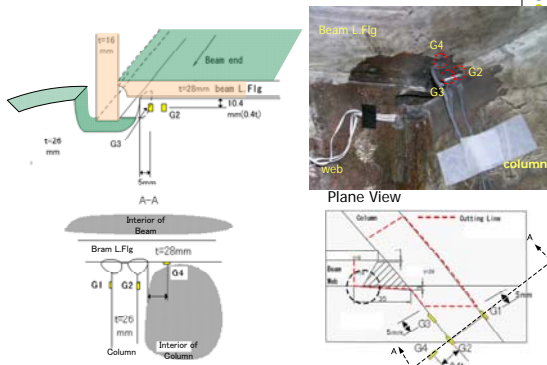 t=16
mm
Beam end
t=28mm beam L.Flg
10.4
mm(0.4t)
G2
G3
t=26
mm
5mm
A-A
Interior of
Beam
Bram L.Flg
t=28mm
G4
G1
G2
t=26
mm
Column
Interior of
Column
Beam L.Flg
G4
G2
G3
web
column
Plane View
Column
Cutting Line
A
Beam
Web
G1
5mm
G3
5mm
G2
G4
A